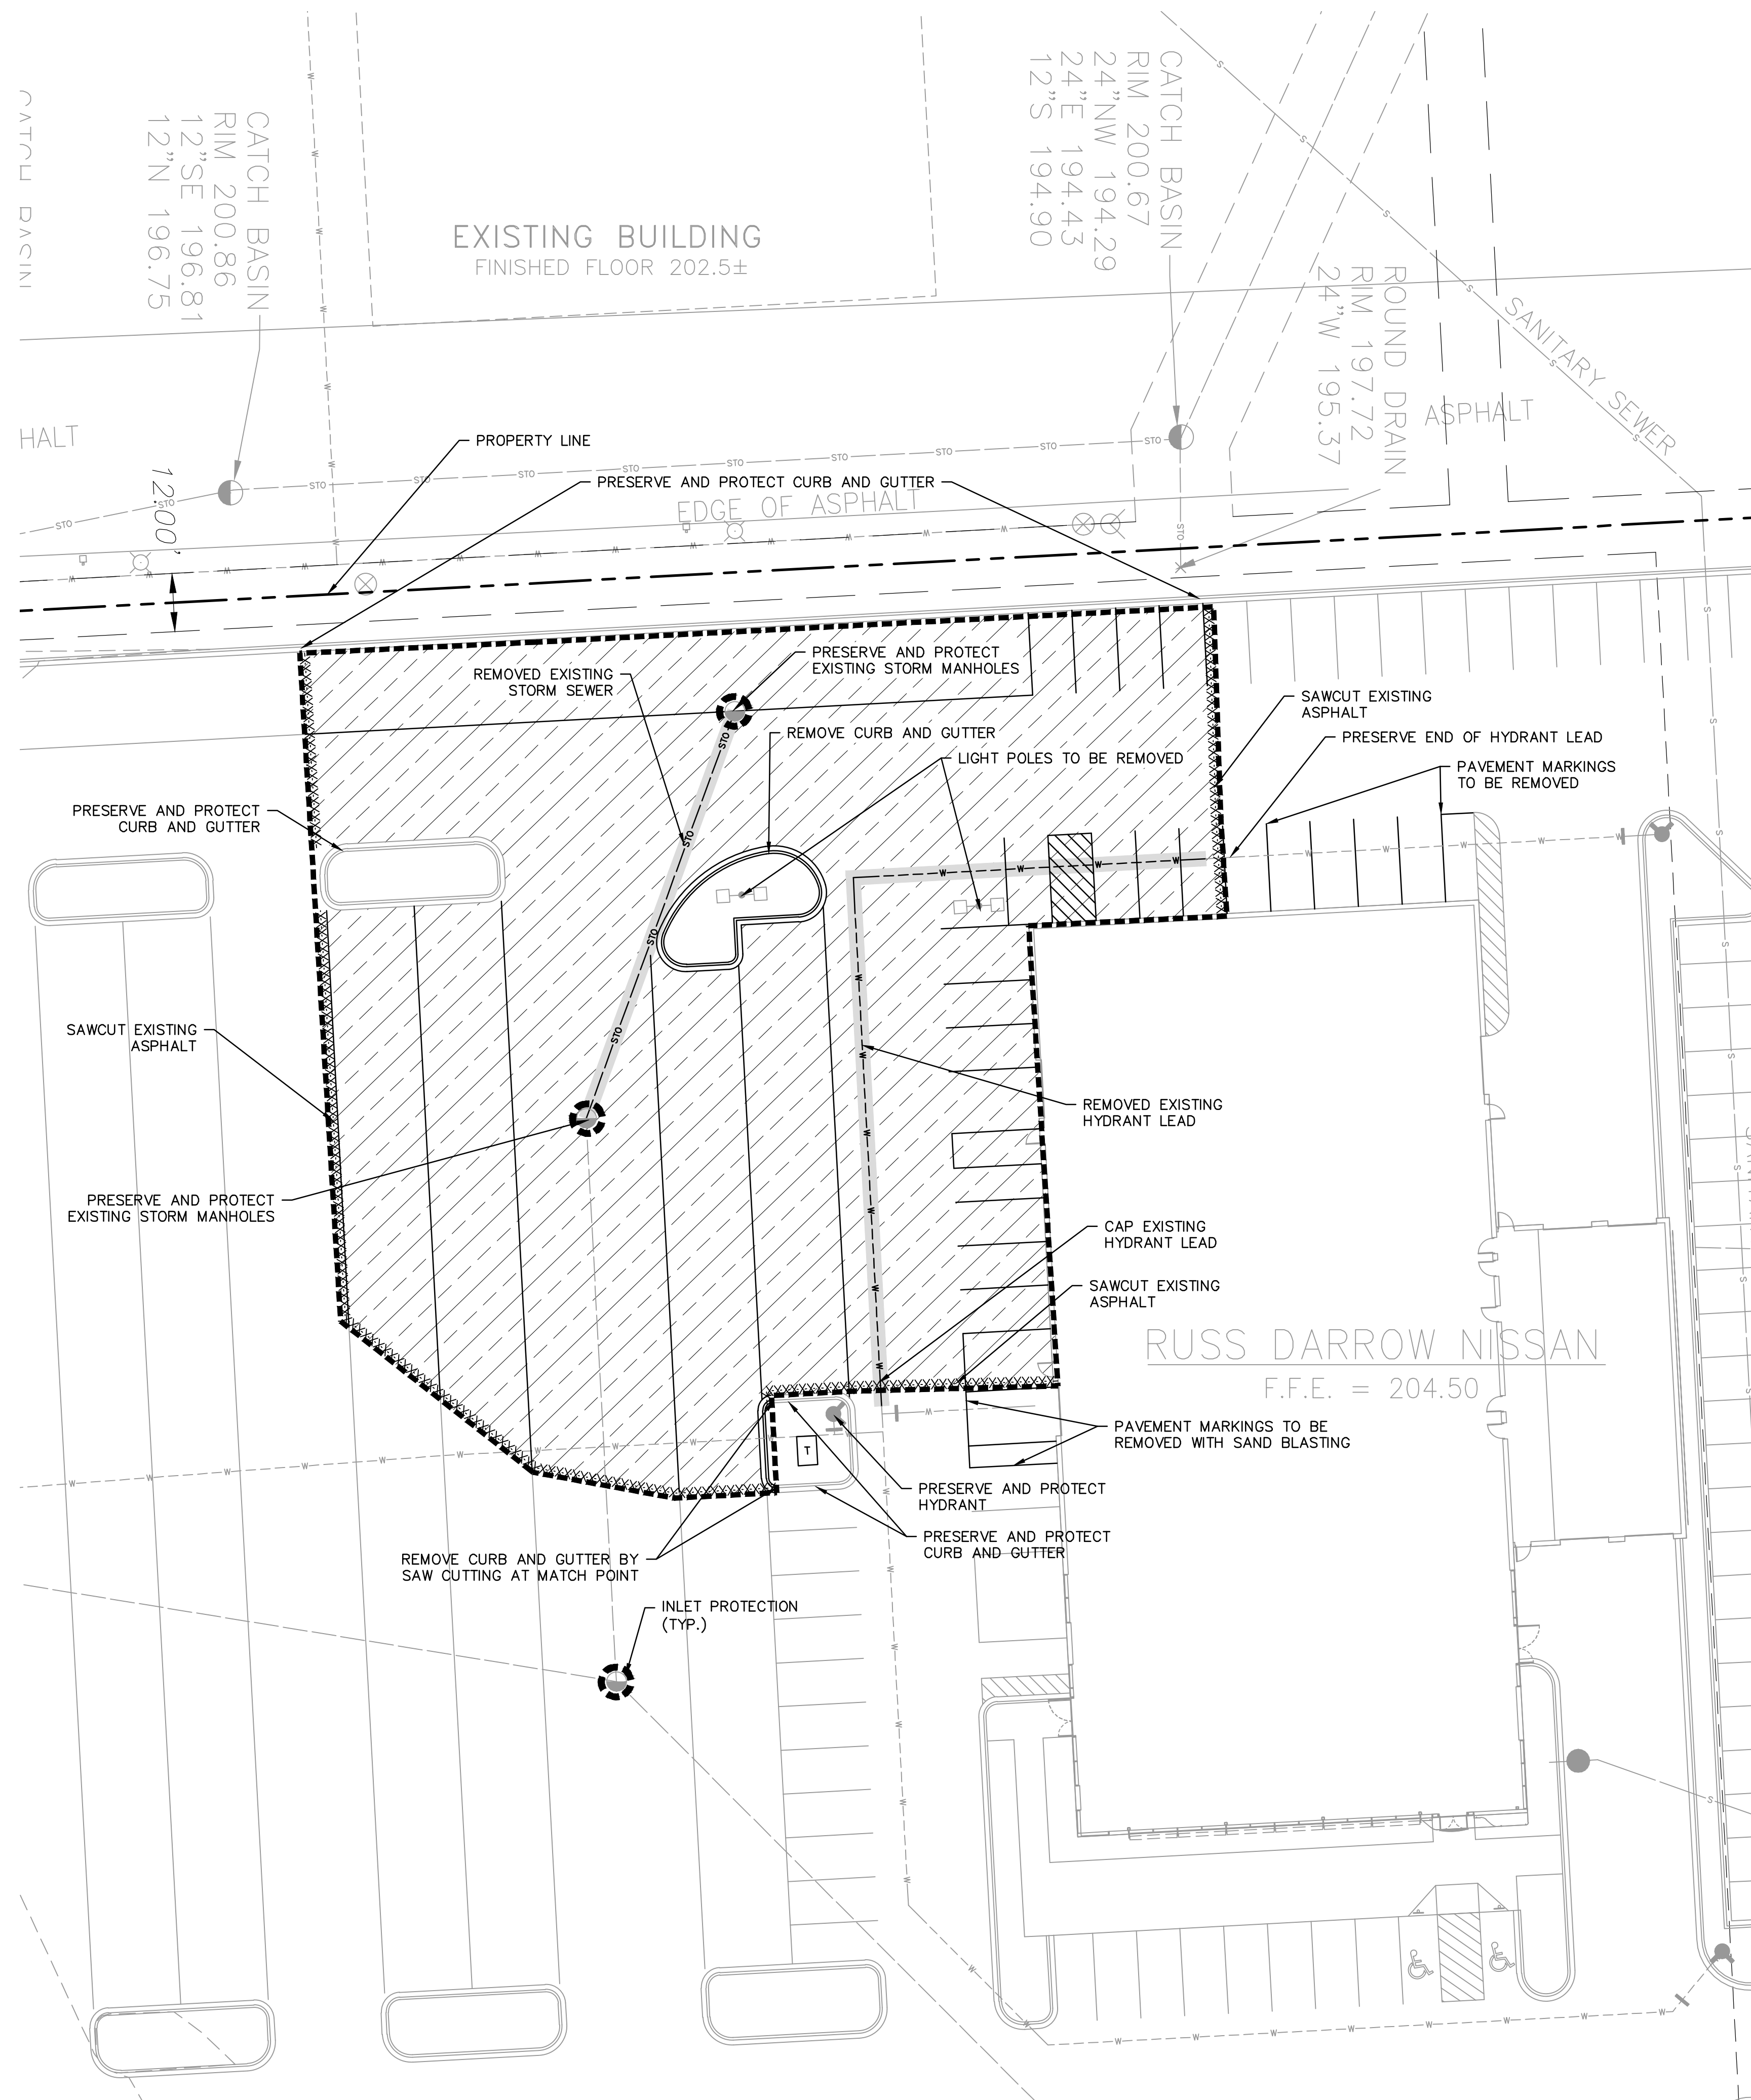 CATCH BASIN
CATCH BASIN
RIM 200.86
12"SE 196.81
12"N 196.75
EXISTING BUILDING
FINISHED FLOOR 202.5±
CATCH BASIN
RIM 200.67
24"NW 194.29
24"E 194.43
12"S 194.90
ROUND DRAIN
RIM 197.72
24"W 195.37
SANITARY SEWER
ASPHALT
HALT
12.00'
PROPERTY LINE
PRESERVE AND PROTECT CURB AND GUTTER
EDGE OF ASPHALT
REMOVED EXISTING
STORM SEWER
PRESERVE AND PROTECT
EXISTING STORM MANHOLES
SAWCUT EXISTING
ASPHALT
REMOVE CURB AND GUTTER
PRESERVE END OF HYDRANT LEAD
LIGHT POLES TO BE REMOVED
PAVEMENT MARKINGS
TO BE REMOVED
PRESERVE AND PROTECT
CURB AND GUTTER
SAWCUT EXISTING
ASPHALT
REMOVED EXISTING
HYDRANT LEAD
PRESERVE AND PROTECT
EXISTING STORM MANHOLES
CAP EXISTING
HYDRANT LEAD
SAWCUT EXISTING
ASPHALT
RUSS DARROW NISSAN
F.F.E. = 204.50
PAVEMENT MARKINGS TO BE
REMOVED WITH SAND BLASTING
T
PRESERVE AND PROTECT
HYDRANT
PRESERVE AND PROTECT
CURB AND GUTTER
REMOVE CURB AND GUTTER BY
SAW CUTTING AT MATCH POINT
INLET PROTECTION
(TYP.)